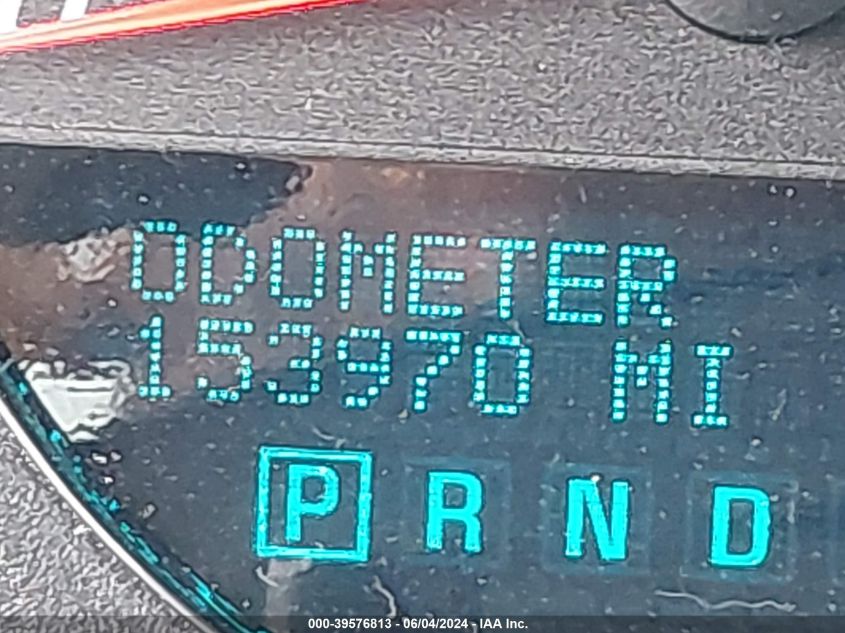 ODOMETER
153970 MI
P R N D
000-39576813 - 06/04/2024 - IAA Inc.